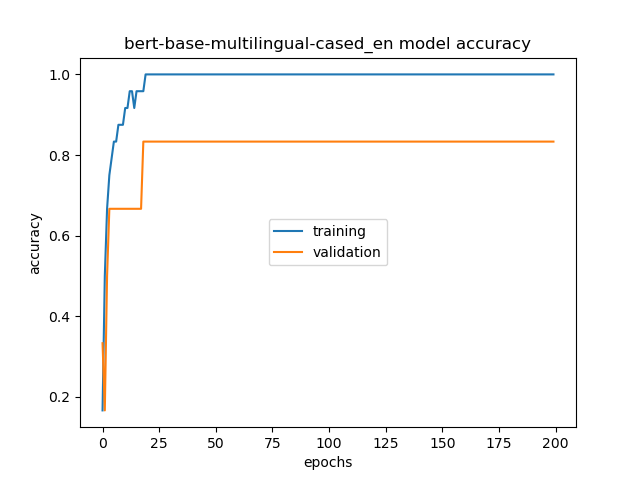 bert-base-multilingual-cased_en model accuracy
1.0
0.8
0.6
0.4
0.2
accuracy
training
validation
0 25 50 75 100 125 150 175 200
epochs